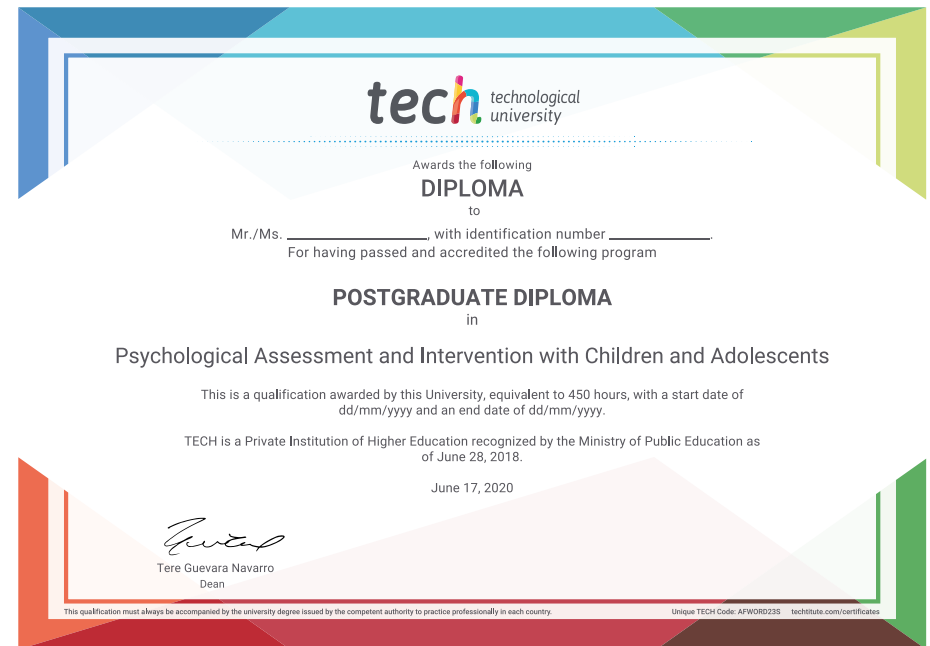 tech technological
university
Awards the following
DIPLOMA
to
Mr./Ms. __________________, with identification number _____________.
For having passed and accredited the following program
POSTGRADUATE DIPLOMA
in
Psychological Assessment and Intervention with Children and Adolescents
This is a qualification awarded by this University, equivalent to 450 hours, with a start date of
dd/mm/yyyy and an end date of dd/mm/yyyy.
TECH is a Private Institution of Higher Education recognized by the Ministry of Public Education as
of June 28, 2018.
June 17, 2020
Tere Guevara Navarro
Dean
This qualification must always be accompanied by the university degree issued by the competent authority to practice professionally in each country.
Unique TECH Code: AFWORD23S techtitute.com/certificates